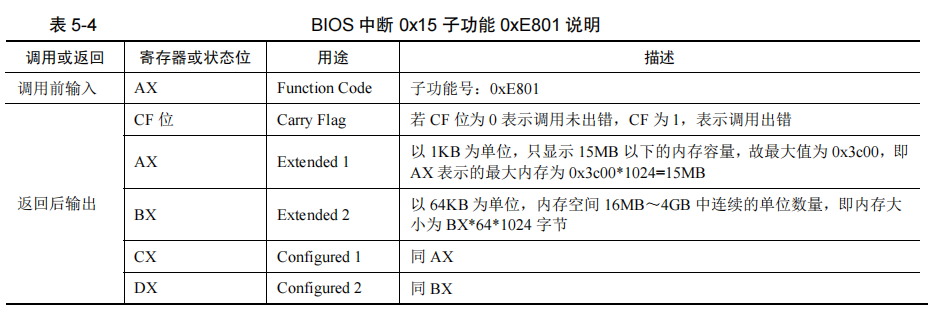 表 5-4 BIOS 中断 0x15 子功能 0xE801 说明
调用或返回 寄存器或状态位 用途 描述
调用前输入 AX Function Code 子功能号：0xE801
返回后输出 CF 位 Carry Flag 若 CF 位为 0 表示调用未出错，CF 为 1，表示调用出错
AX Extended 1 以 1KB 为单位，只显示 15MB 以下的内存容量，故最大值为 0x3c00，即
AX 表示的最大内存为 0x3c00*1024=15MB
BX Extended 2 以 64KB 为单位，内存空间 16MB～4GB 中连续的单位数量，即内存大
小为 BX*64*1024 字节
CX Configured 1 同 AX
DX Configured 2 同 BX